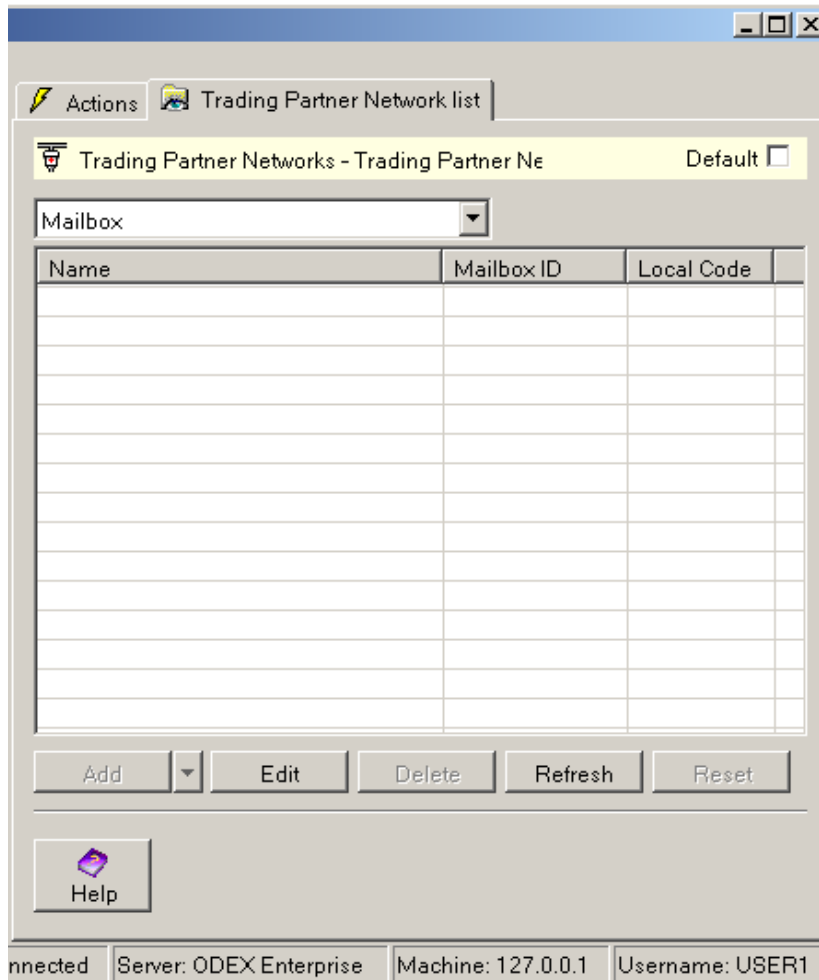 Actions Trading Partner Network list
Trading Partner Networks - Trading Partner Ne Default
Mailbox
Name Mailbox ID Local Code
Add Edit Delete Refresh Reset
Help
nnected Server: ODEX Enterprise Machine: 127.0.0.1 Username: USER1